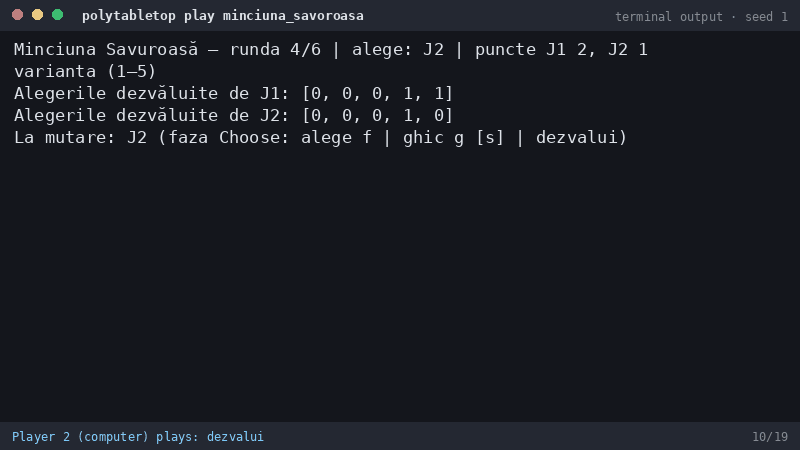 polytabletop play minciuna_savoroasa
terminal output · seed 1
Minciuna Savuroasă — runda 4/6 | alege: J2 | puncte J1 2, J2 1
varianta (1–5)
Alegerile dezvăluite de J1: [0, 0, 0, 1, 1]
Alegerile dezvăluite de J2: [0, 0, 0, 1, 0]
La mutare: J2 (faza Choose: alege f | ghic g [s] | dezvalui)
Player 2 (computer) plays: dezvalui
10/19